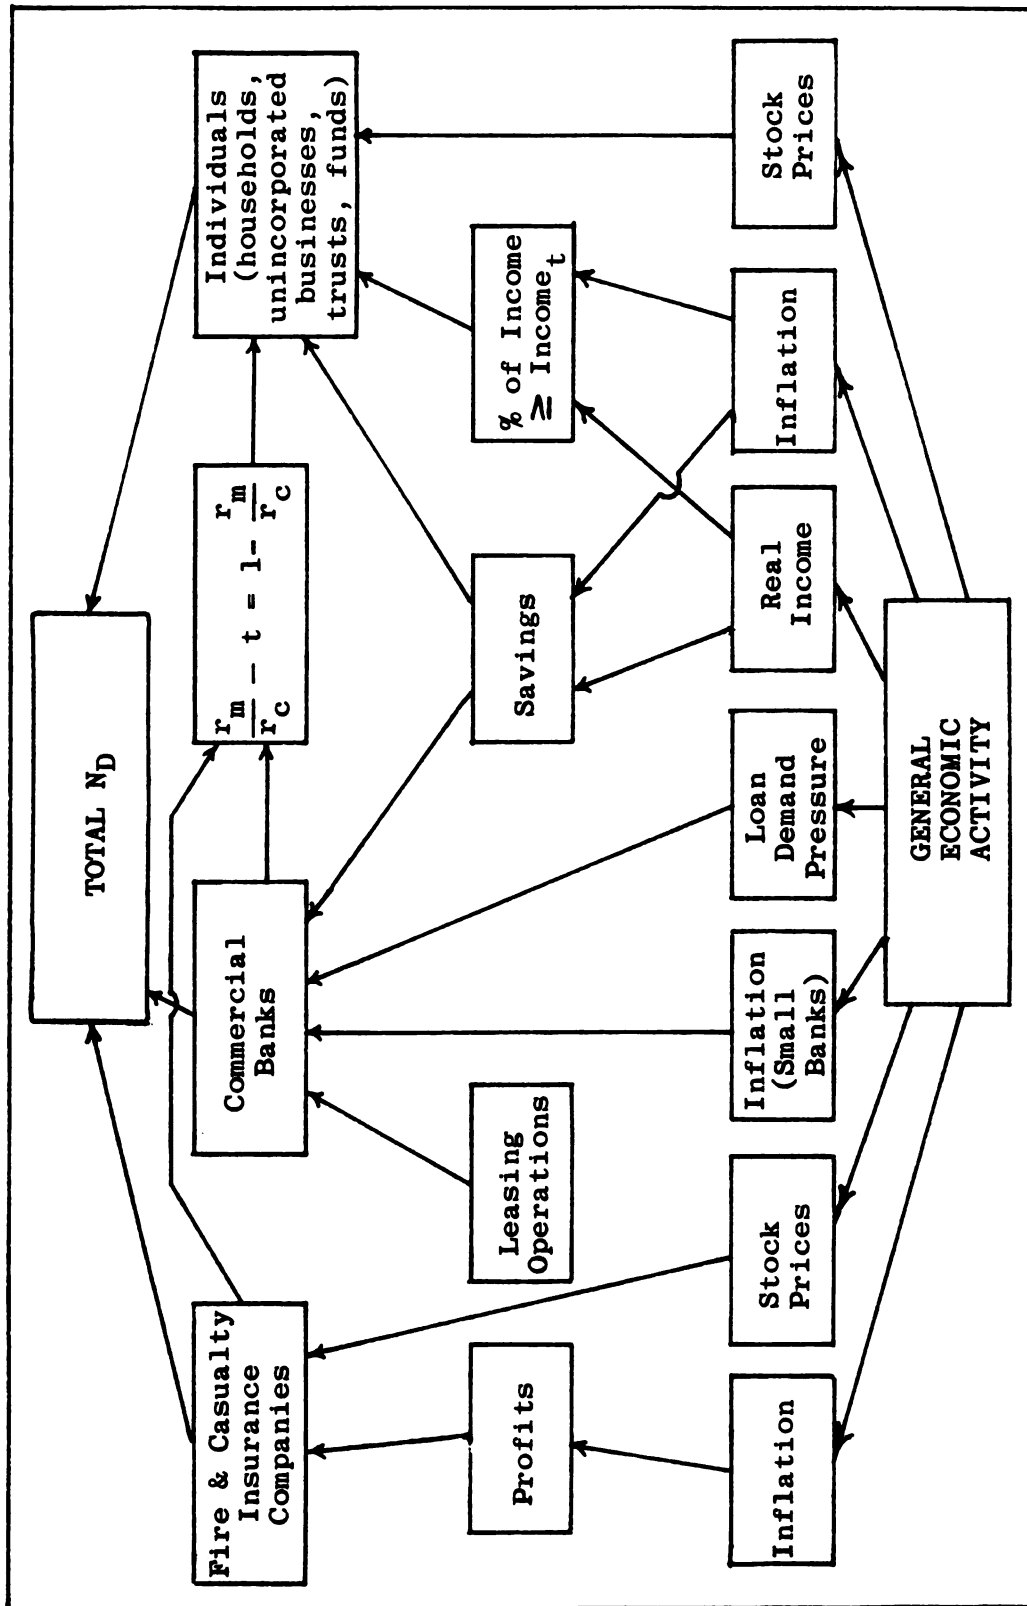 TOTAL N_D
Fire & Casualty
Insurance
Companies
Commercial
Banks
r_m/r_c - t = 1- r_m/r_c
Individuals
(households,
unincorporated
businesses,
trusts, funds)
Profits
Leasing
Operations
Savings
% of Income
≥ Income_t
Inflation
Stock
Prices
Inflation
(Small
Banks)
Loan
Demand
Pressure
Real
Income
Inflation
Stock
Prices
GENERAL
ECONOMIC
ACTIVITY